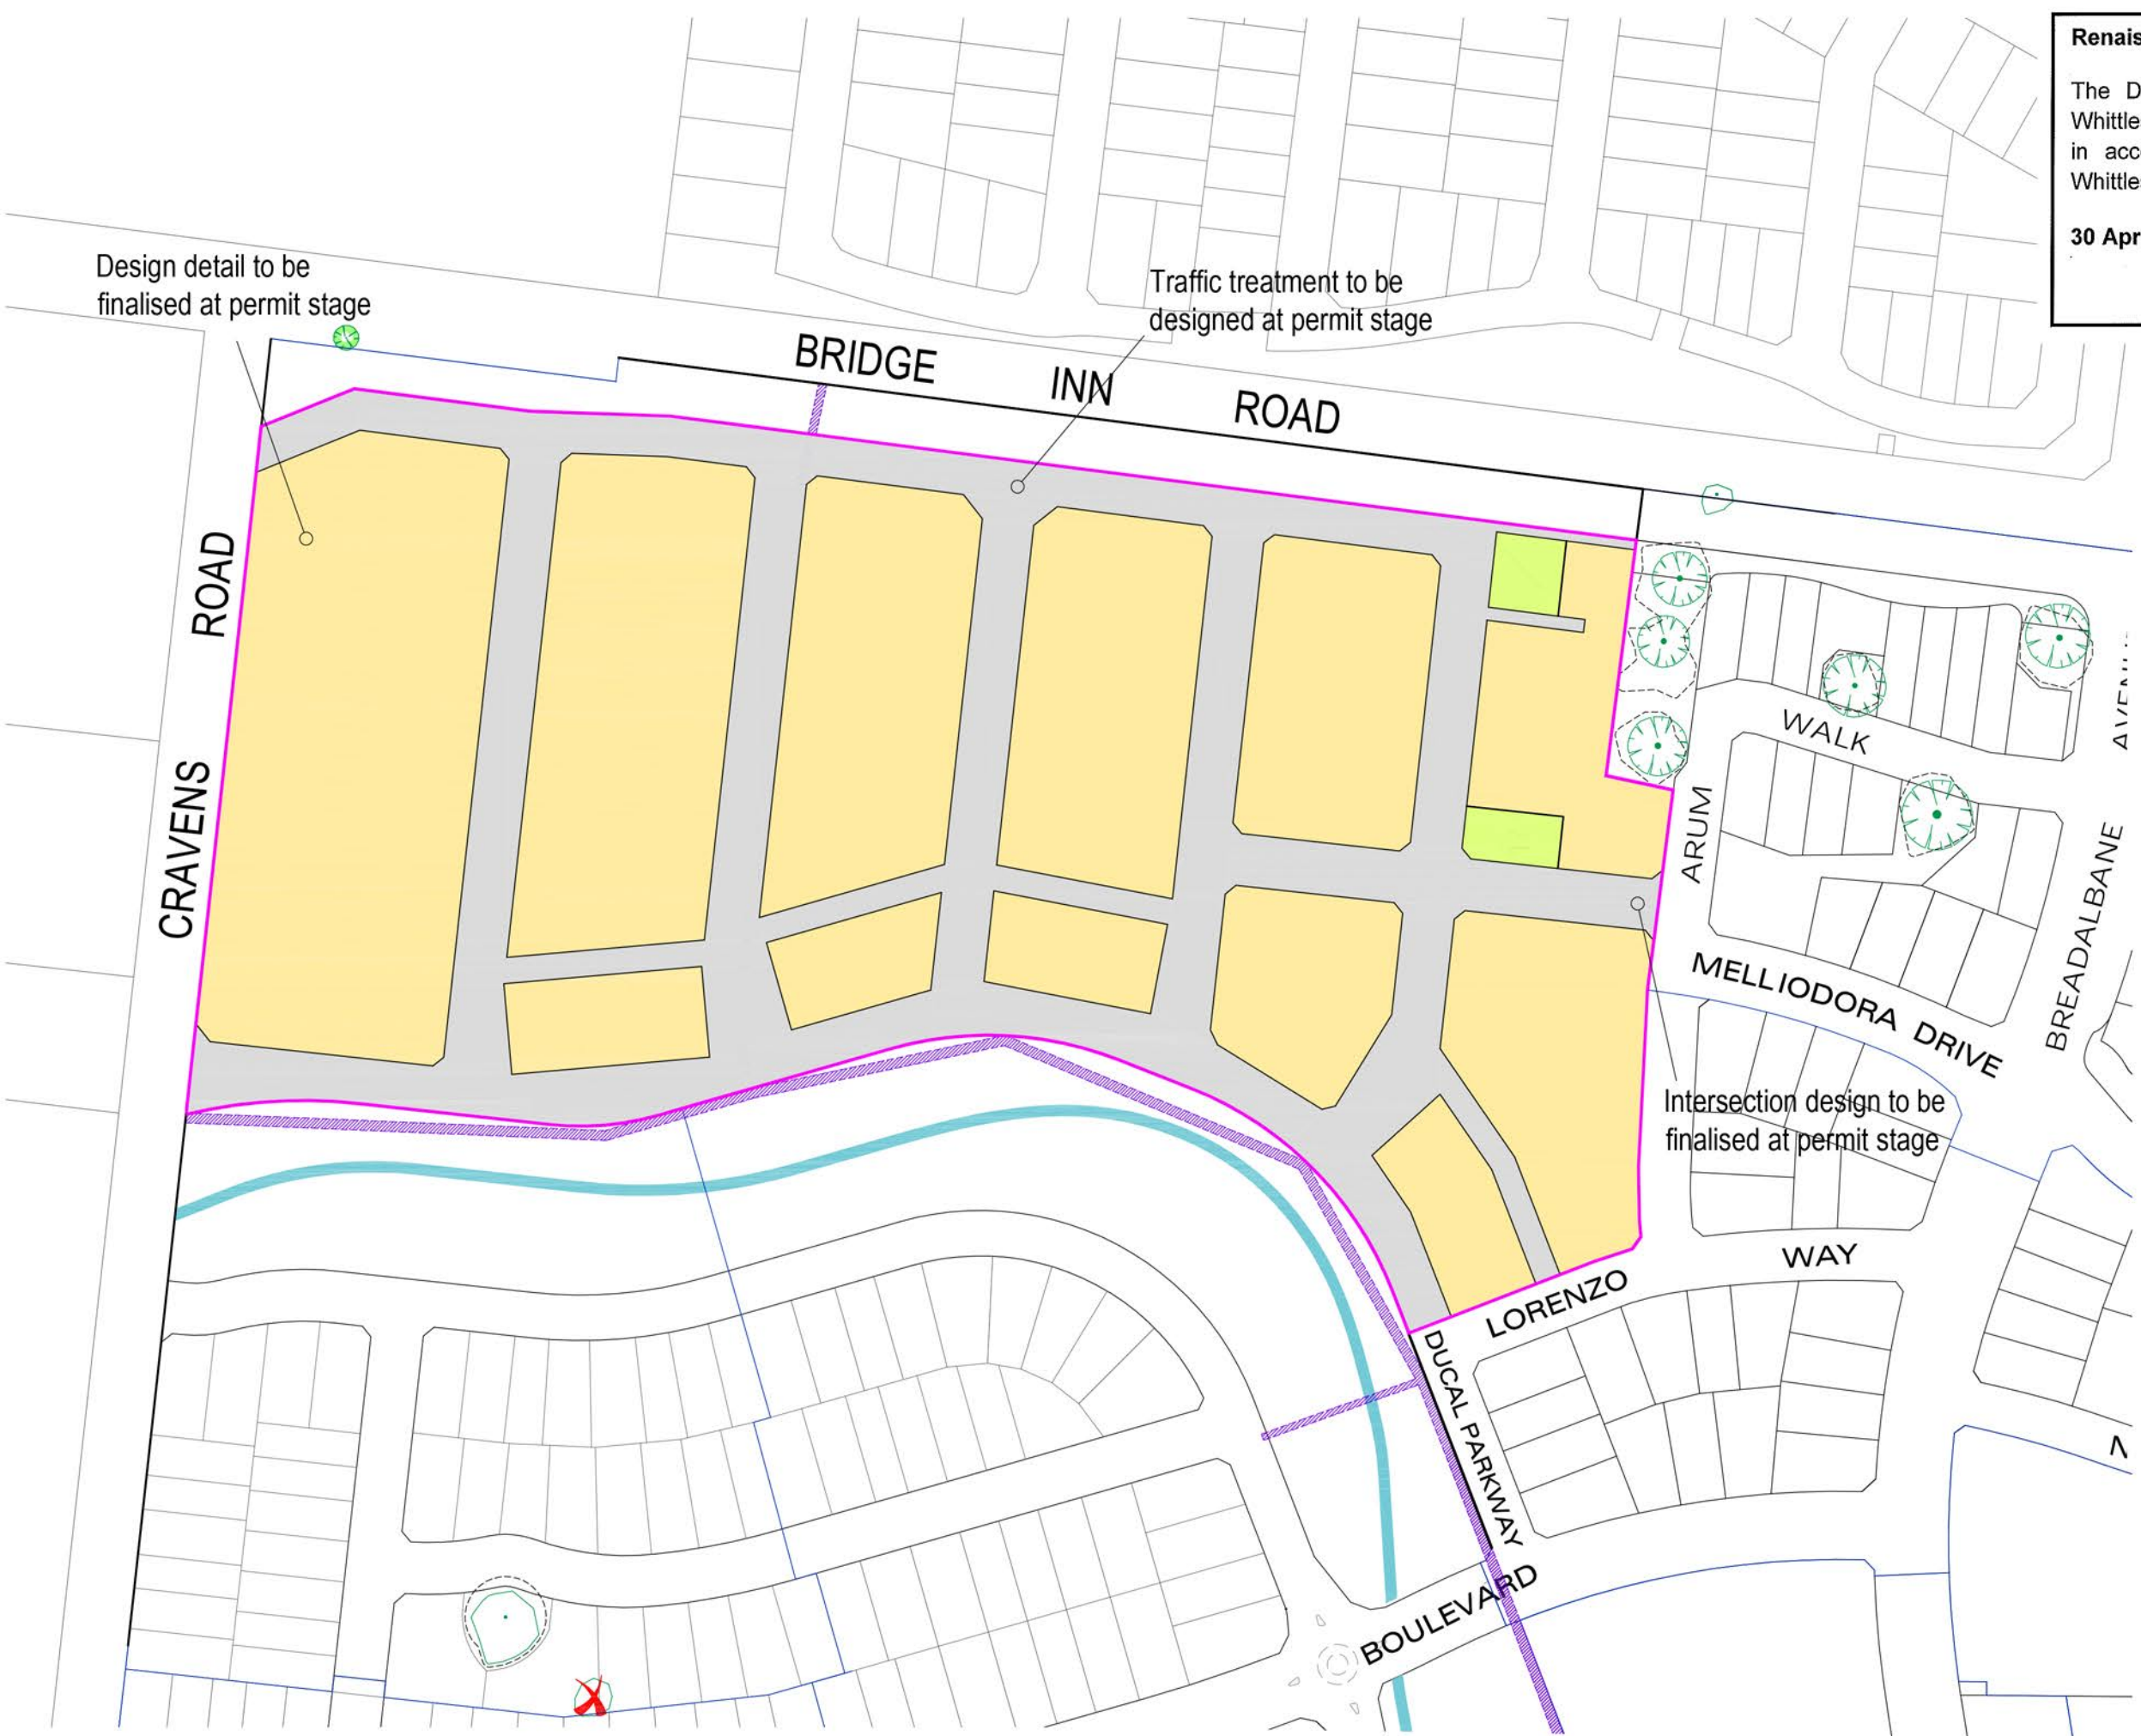 Renais
The D
Whittle
in acc
Whittle
30 Apr
Design detail to be
finalised at permit stage
Traffic treatment to be
designed at permit stage
BRIDGE INN ROAD
CRAVENS ROAD
WALK
ARUM
BREADALBANE
MELLIODORA DRIVE
Intersection design to be
finalised at permit stage
WAY
LORENZO
DUCAL PARKWAY
BOULEVARD